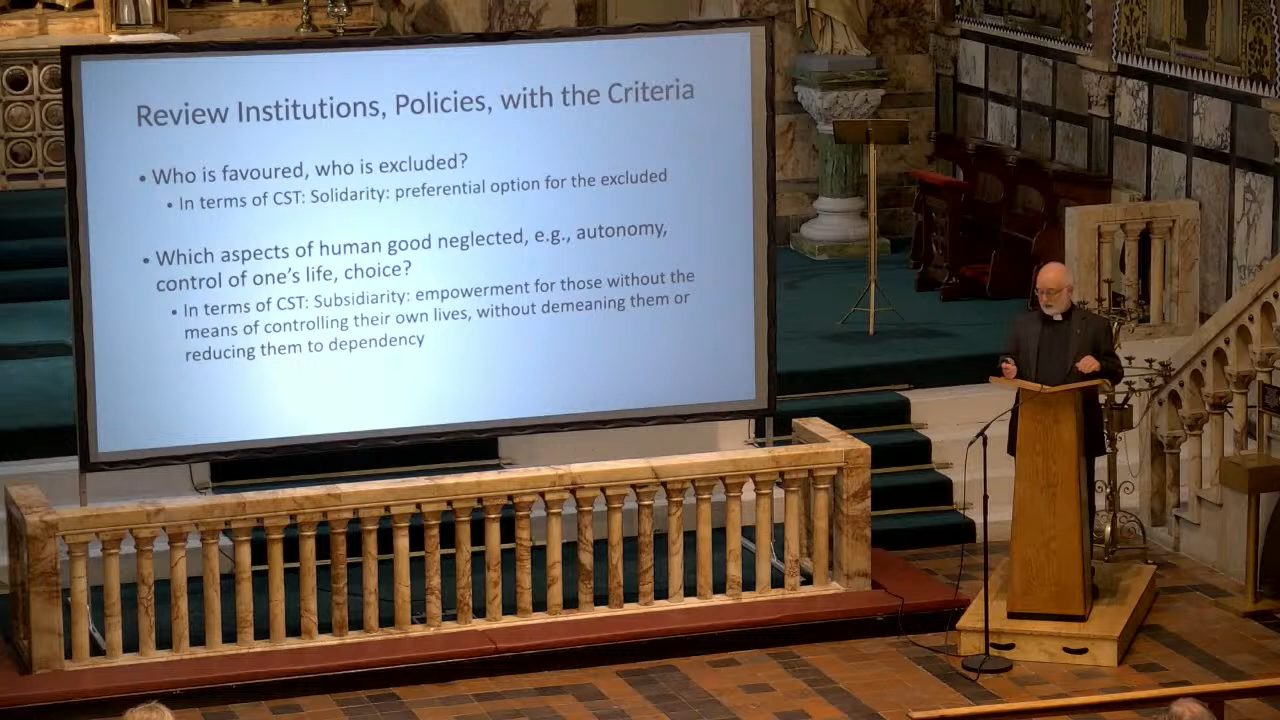 Review Institutions, Policies, with the Criteria
• Who is favoured, who is excluded?
• In terms of CST: Solidarity: preferential option for the excluded
• Which aspects of human good neglected, e.g., autonomy,
control of one's life, choice?
• In terms of CST: Subsidiarity: empowerment for those without the
means of controlling their own lives, without demeaning them or
reducing them to dependency